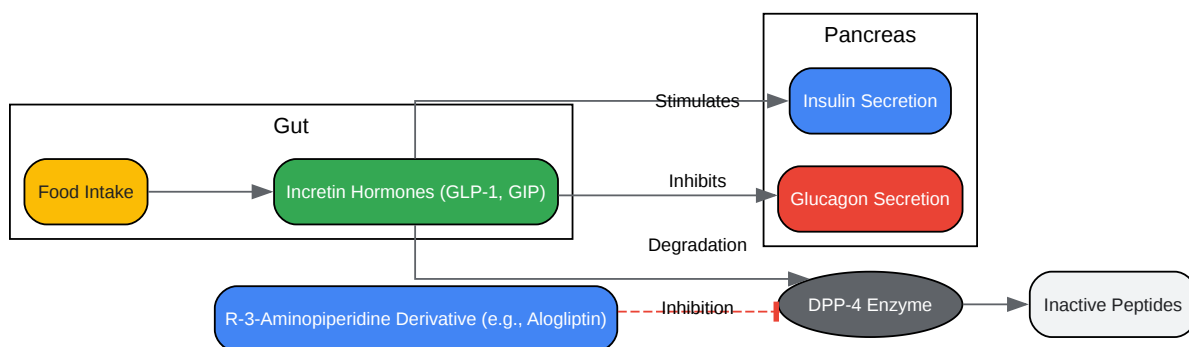 Pancreas
Stimulates
Insulin Secretion
Gut
Food Intake
Incretin Hormones (GLP-1, GIP)
Inhibits
Glucagon Secretion
Degradation
R-3-Aminopiperidine Derivative (e.g., Alogliptin)
Inhibition
DPP-4 Enzyme
Inactive Peptides